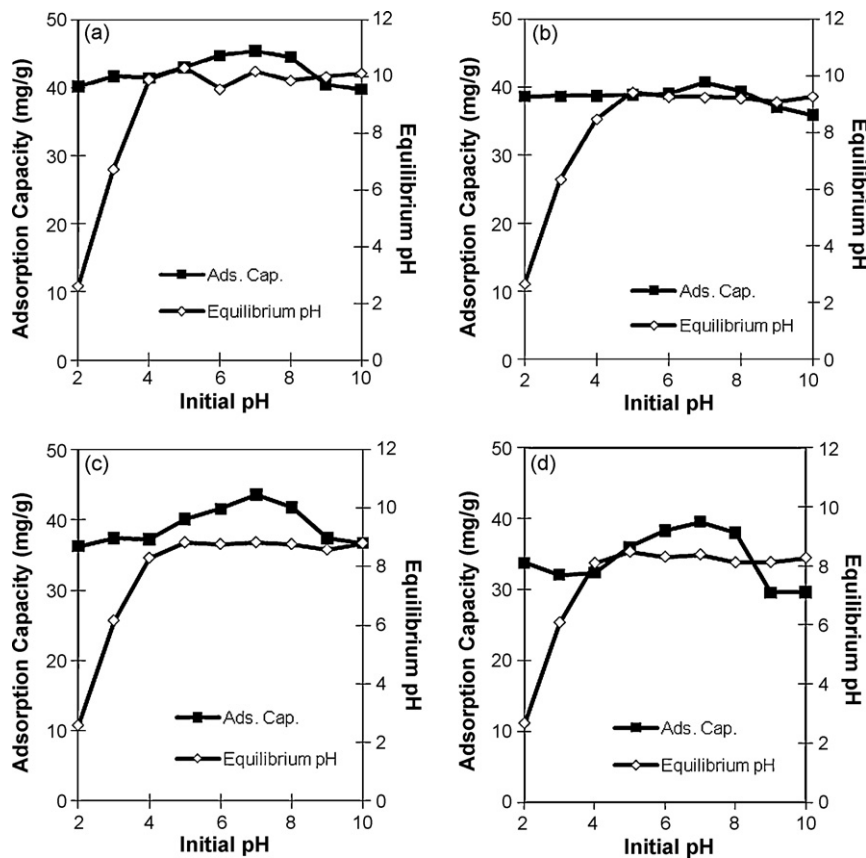 (a)
50
40
30
20
10
0
12
10
8
6
4
2
0
2 4 6 8 10
Adsorption Capacity (mg/g)
Equilibrium pH
Initial pH
Ads. Cap.
Equilibrium pH
(b)
50
40
30
20
10
0
12
10
8
6
4
2
0
2 4 6 8 10
Adsorption Capacity (mg/g)
Equilibrium pH
Initial pH
Ads. Cap.
Equilibrium pH
(c)
50
40
30
20
10
0
12
10
8
6
4
2
0
2 4 6 8 10
Adsorption Capacity (mg/g)
Equilibrium pH
Initial pH
Ads. Cap.
Equilibrium pH
(d)
50
40
30
20
10
0
12
10
8
6
4
2
0
2 4 6 8 10
Adsorption Capacity (mg/g)
Equilibrium pH
Initial pH
Ads. Cap.
Equilibrium pH